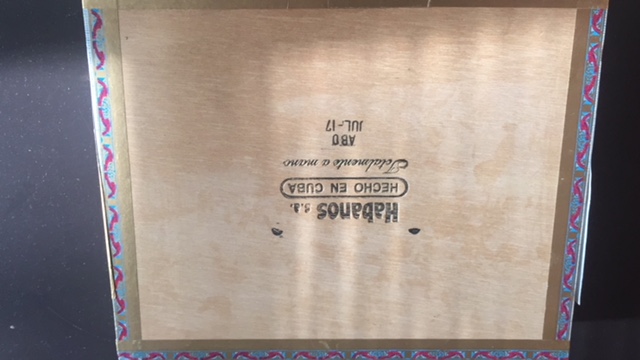 Habanos s.a.
HECHO EN CUBA
Totalmente a mano
ABO
JUL-17